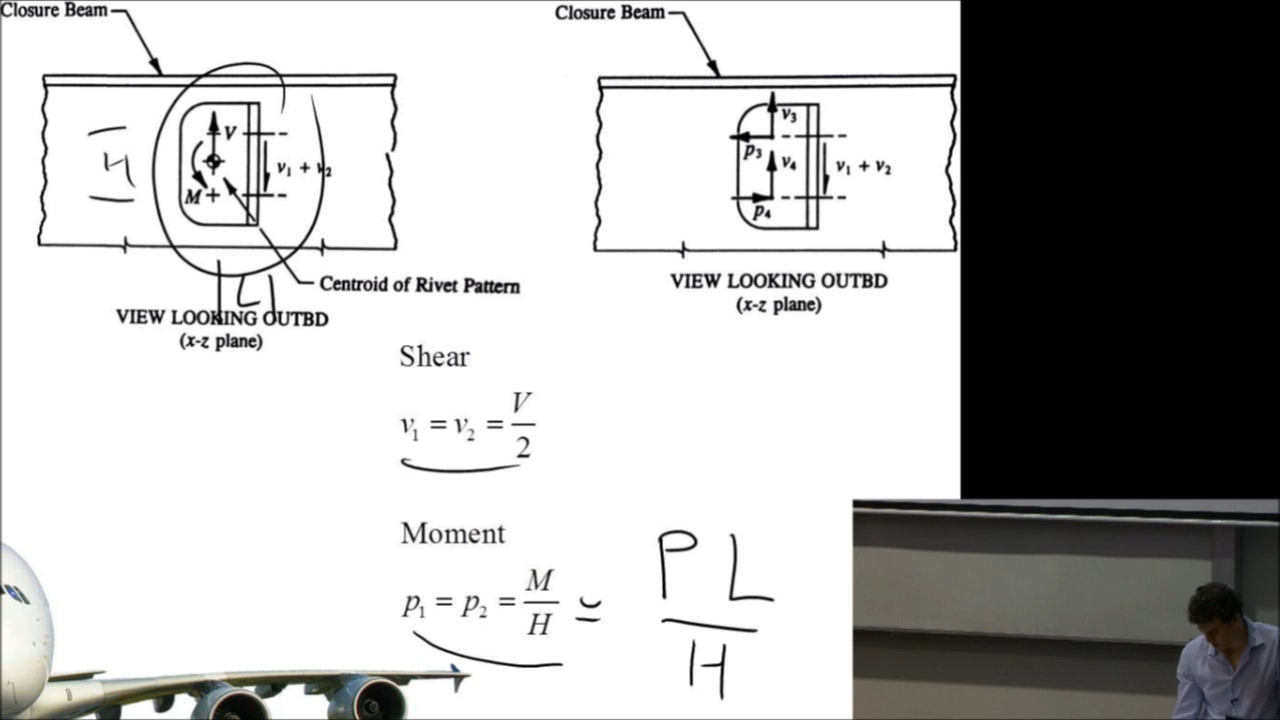 Closure Beam
H
V
M
v₁ + v₂
L
Centroid of Rivet Pattern
VIEW LOOKING OUTBD
(x-z plane)
Closure Beam
v₃
p₃
v₄
v₁ + v₂
p₄
VIEW LOOKING OUTBD
(x-z plane)
Shear
v₁ = v₂ = V/2
Moment
p₁ = p₂ = M/H = PL/H